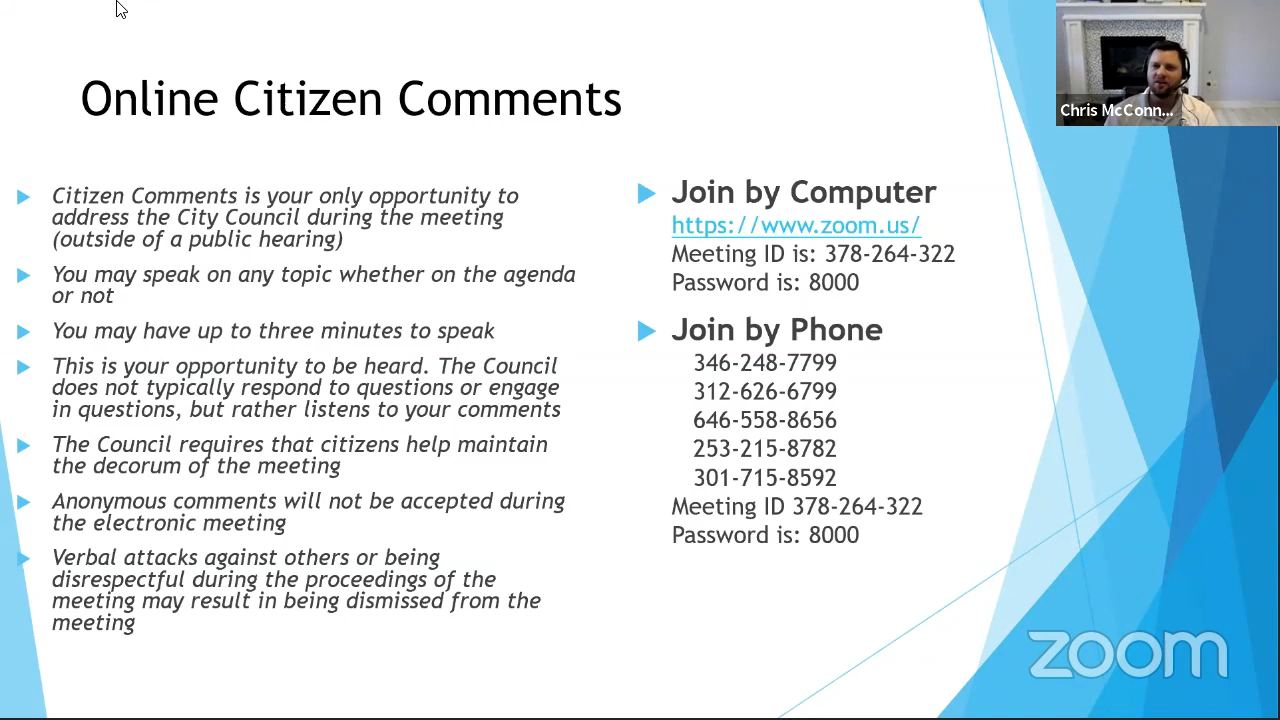 Online Citizen Comments
Citizen Comments is your only opportunity to
address the City Council during the meeting
(outside of a public hearing)
You may speak on any topic whether on the agenda
or not
You may have up to three minutes to speak
This is your opportunity to be heard. The Council
does not typically respond to questions or engage
in questions, but rather listens to your comments
The Council requires that citizens help maintain
the decorum of the meeting
Anonymous comments will not be accepted during
the electronic meeting
Verbal attacks against others or being
disrespectful during the proceedings of the
meeting may result in being dismissed from the
meeting
Join by Computer
https://www.zoom.us/
Meeting ID is: 378-264-322
Password is: 8000
Join by Phone
346-248-7799
312-626-6799
646-558-8656
253-215-8782
301-715-8592
Meeting ID 378-264-322
Password is: 8000
Chris McConn...
zoom